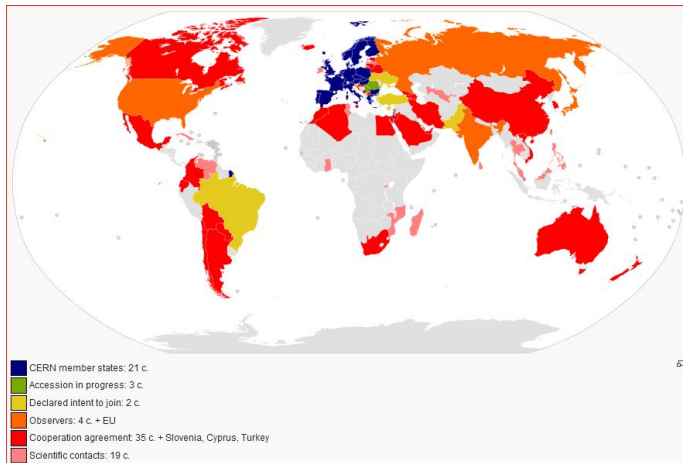 CERN member states: 21 c.
Accession in progress: 3 c.
Declared intent to join: 2 c.
Observers: 4 c. + EU
Cooperation agreement: 35 c. + Slovenia, Cyprus, Turkey
Scientific contacts: 19 c.